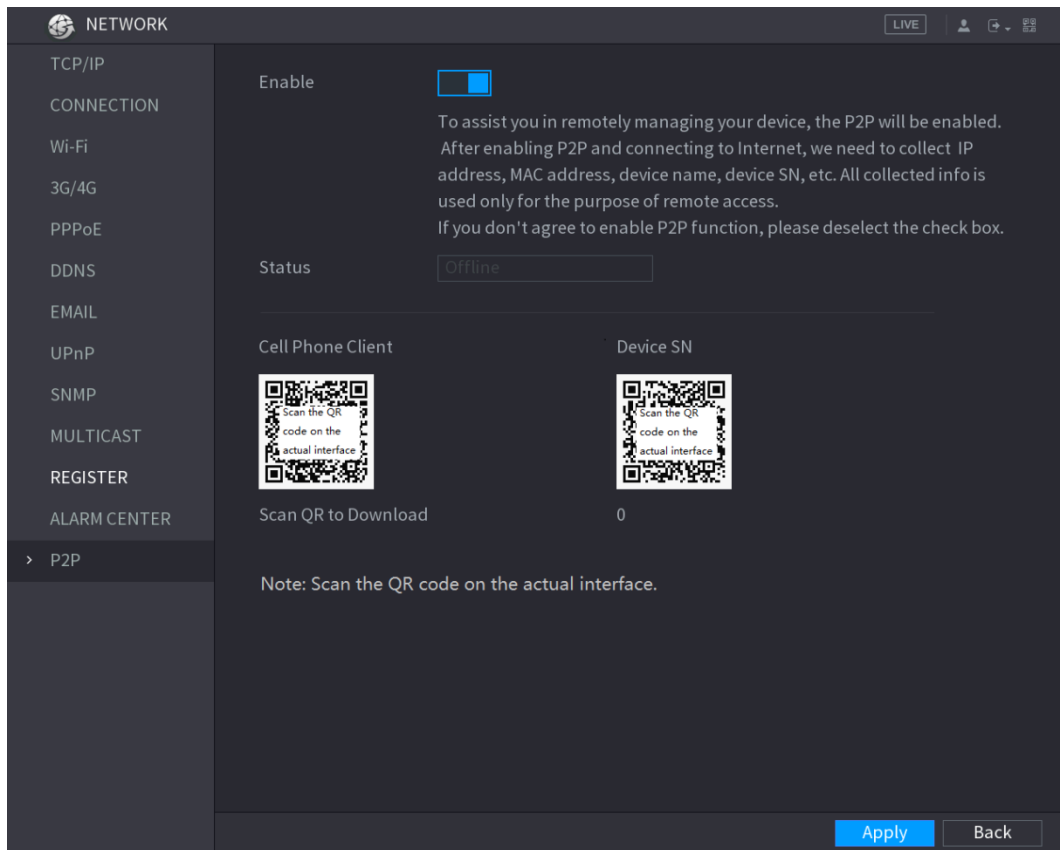 NETWORK
LIVE
TCP/IP
CONNECTION
Wi-Fi
3G/4G
PPPoE
DDNS
EMAIL
UPnP
SNMP
MULTICAST
REGISTER
ALARM CENTER
> P2P
Enable
To assist you in remotely managing your device, the P2P will be enabled.
After enabling P2P and connecting to Internet, we need to collect IP
address, MAC address, device name, device SN, etc. All collected info is
used only for the purpose of remote access.
If you don't agree to enable P2P function, please deselect the check box.
Status
Offline
Cell Phone Client
Device SN
Scan the QR
code on the
actual interface
Scan the QR
code on the
actual interface
Scan QR to Download
0
Note: Scan the QR code on the actual interface.
Apply
Back